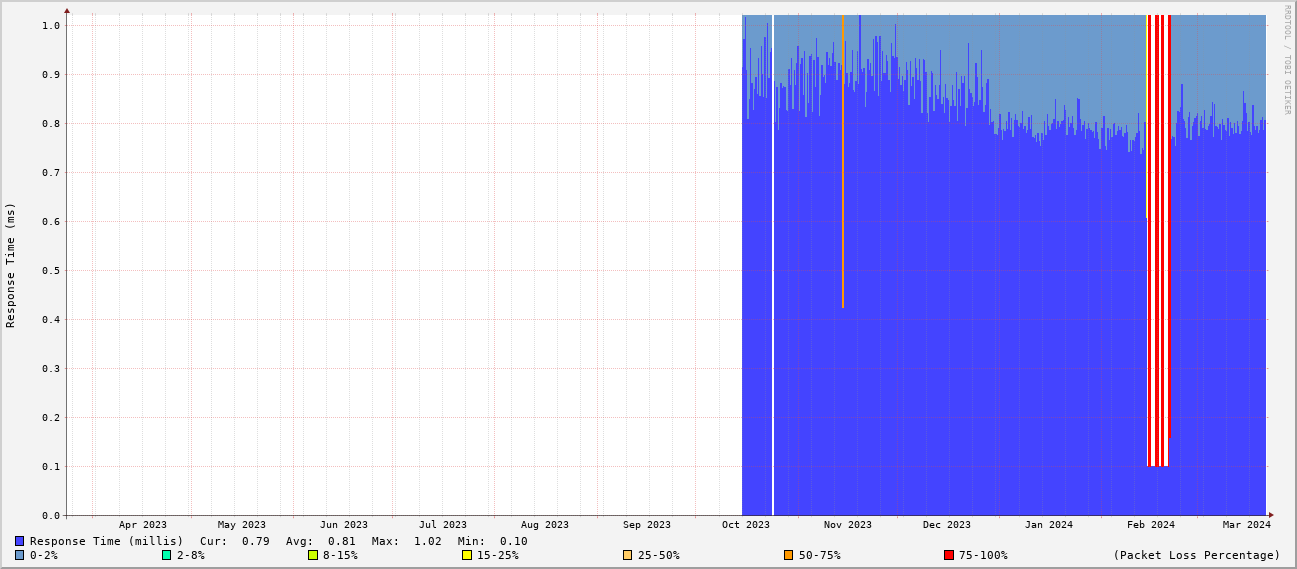 RRDTOOL / TOBI OETIKER
Response Time (ms)
1.0
0.9
0.8
0.7
0.6
0.5
0.4
0.3
0.2
0.1
0.0
Apr 2023 May 2023 Jun 2023 Jul 2023 Aug 2023 Sep 2023 Oct 2023 Nov 2023 Dec 2023 Jan 2024 Feb 2024 Mar 2024
Response Time (millis) Cur: 0.79 Avg: 0.81 Max: 1.02 Min: 0.10
0-2% 2-8% 8-15% 15-25% 25-50% 50-75% 75-100% (Packet Loss Percentage)